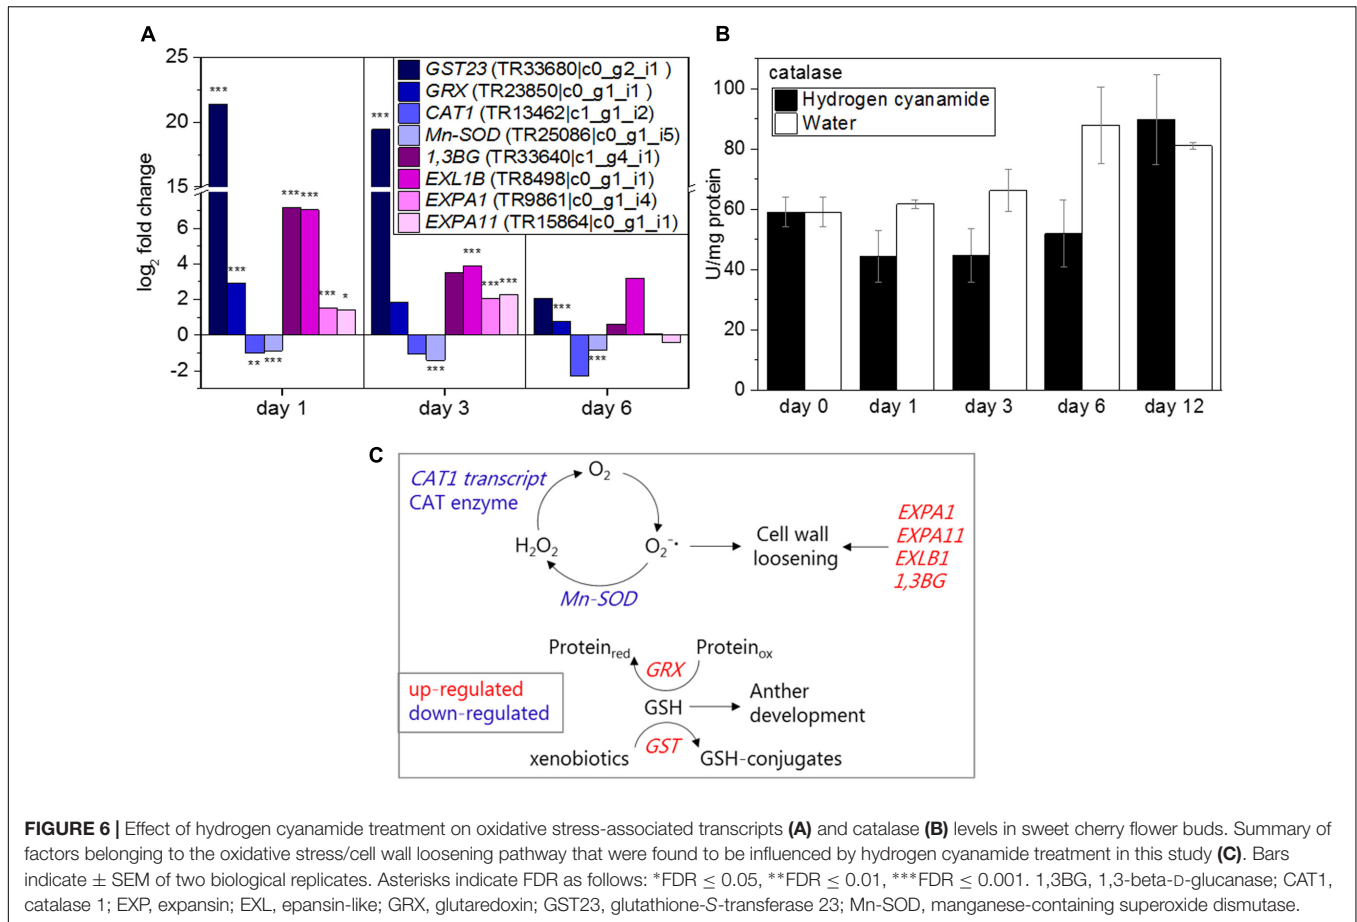 A
25
20
15
6
4
2
0
-2
log2 fold change
***
***
**
***
***
***
***
*
***
***
***
***
***
***
***
GST23 (TR33680|c0_g2_i1 )
GRX (TR23850|c0_g1_i1 )
CAT1 (TR13462|c1_g1_i2)
Mn-SOD (TR25086|c0_g1_i5)
1,3BG (TR33640|c1_g4_i1)
EXL1B (TR8498|c0_g1_i1)
EXPA1 (TR9861|c0_g1_i4)
EXPA11 (TR15864|c0_g1_i1)
day 1
day 3
day 6
B
100
80
60
40
20
0
U/mg protein
catalase
Hydrogen cyanamide
Water
day 0
day 1
day 3
day 6
day 12
C
CAT1 transcript
CAT enzyme
O2
H2O2
O2−•
Mn-SOD
Cell wall
loosening
EXPA1
EXPA11
EXLB1
1,3BG
Proteinred
Proteinox
GRX
GSH
Anther
development
GST
xenobiotics
GSH-conjugates
up-regulated
down-regulated
FIGURE 6 | Effect of hydrogen cyanamide treatment on oxidative stress-associated transcripts (A) and catalase (B) levels in sweet cherry flower buds. Summary of
factors belonging to the oxidative stress/cell wall loosening pathway that were found to be influenced by hydrogen cyanamide treatment in this study (C). Bars
indicate ± SEM of two biological replicates. Asterisks indicate FDR as follows: *FDR ≤ 0.05, **FDR ≤ 0.01, ***FDR ≤ 0.001. 1,3BG, 1,3-beta-D-glucanase; CAT1,
catalase 1; EXP, expansin; EXL, epansin-like; GRX, glutaredoxin; GST23, glutathione-S-transferase 23; Mn-SOD, manganese-containing superoxide dismutase.